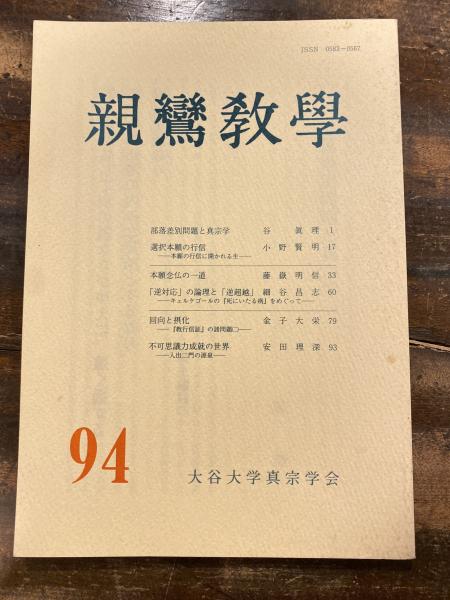 ISSN 0583-0567
親鸞敎學
部落差別問題と真宗学 谷 眞理 1
選択本願の行信 小野賢明 17
——本願の行信に開かれる生——
本願念仏の一道 藤嶽明信 33
「逆対応」の論理と「逆超越」 細谷昌志 60
——キェルケゴールの『死にいたる病』をめぐって——
回向と摂化 金子大栄 79
——『教行信証』の諸問題——
不可思議力成就の世界 安田理深 93
——入出二門の源泉——
94
大谷大学真宗学会